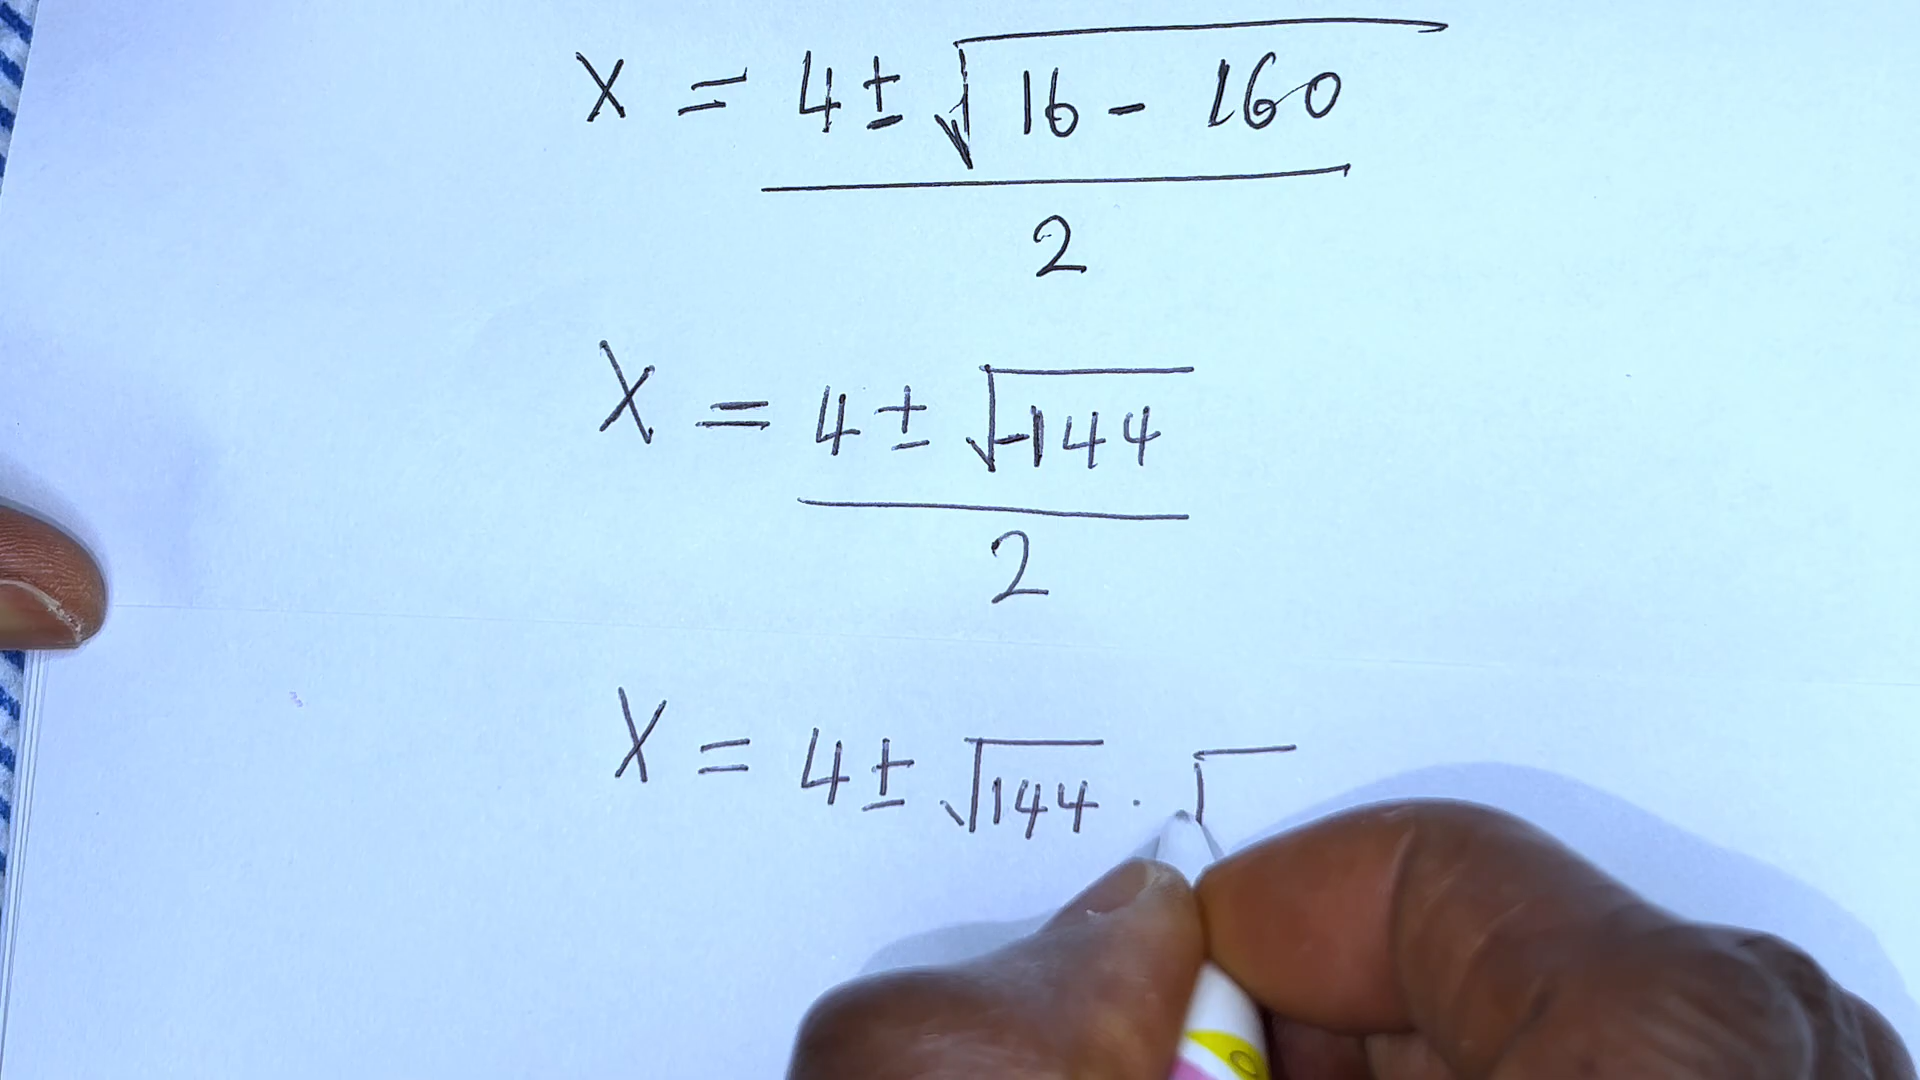 X = 4 ± √16 - 160
2
X = 4 ± √-144
2
X = 4 ± √144 · √